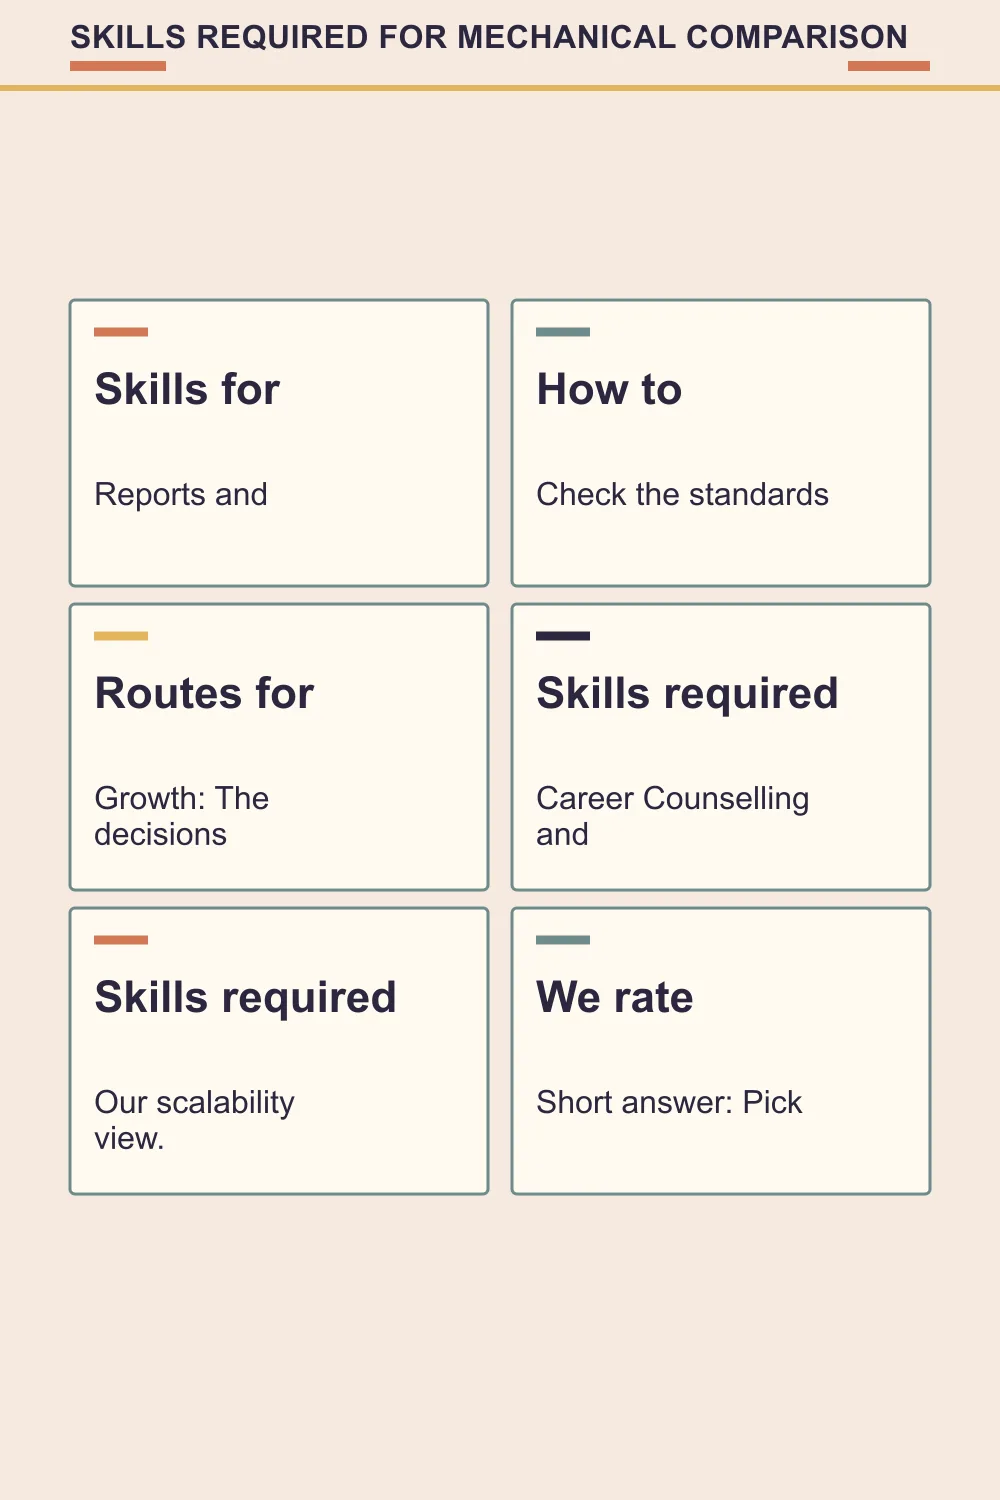 SKILLS REQUIRED FOR MECHANICAL COMPARISON
Skills for
Reports and
How to
Check the standards
Routes for
Growth: The
decisions
Skills required
Career Counselling
and
Skills required
Our scalability
view.
We rate
Short answer: Pick